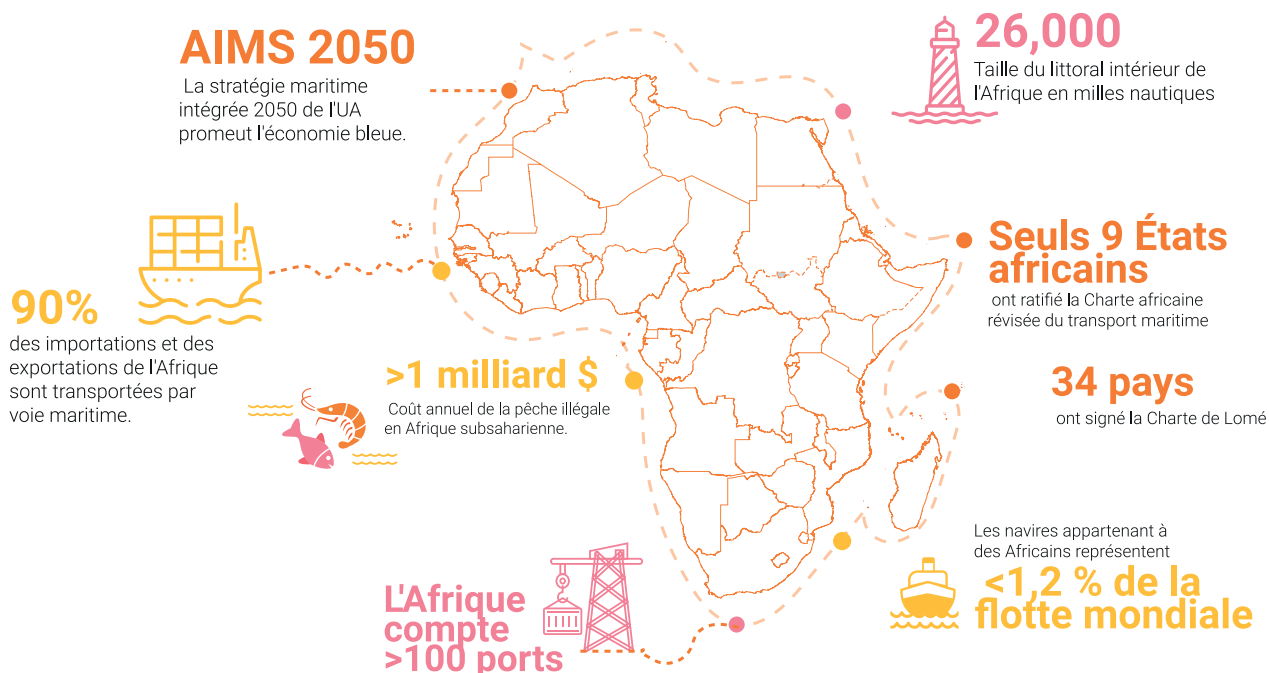 AIMS 2050
La stratégie maritime
intégrée 2050 de l'UA
promeut l'économie bleue.
26,000
Taille du littoral intérieur de
l'Afrique en milles nautiques
90%
des importations et des
exportations de l'Afrique
sont transportées par
voie maritime.
Seuls 9 États
africains
ont ratifié la Charte africaine
révisée du transport maritime
>1 milliard $
Coût annuel de la pêche illégale
en Afrique subsaharienne.
34 pays
ont signé la Charte de Lomé
Les navires appartenant à
des Africains représentent
<1,2 % de la
flotte mondiale
L'Afrique
compte
>100 ports